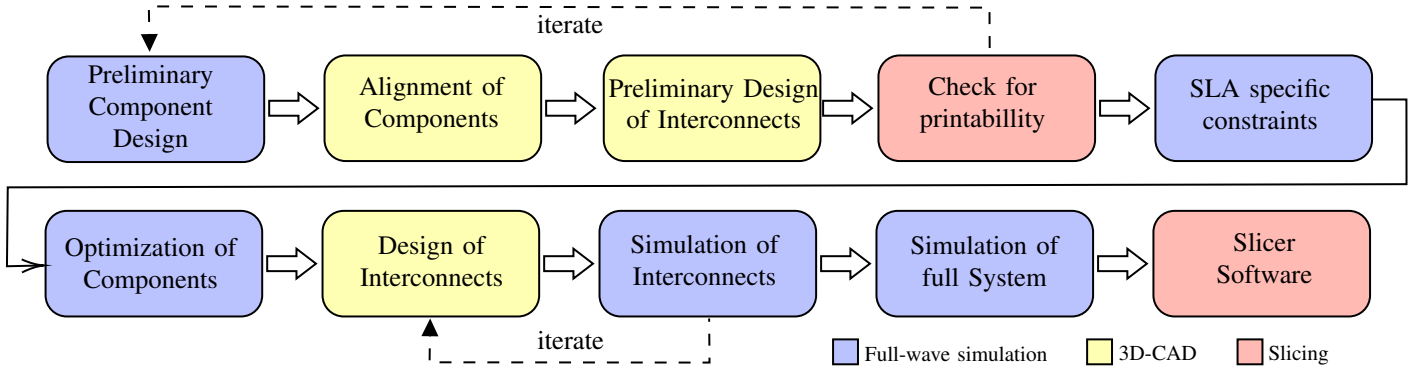 iterate
Preliminary
Component
Design
Alignment of
Components
Preliminary Design
of Interconnects
Check for
printabillity
SLA specific
constraints
Optimization of
Components
Design of
Interconnects
Simulation of
Interconnects
Simulation of
full System
Slicer
Software
iterate
Full-wave simulation
3D-CAD
Slicing